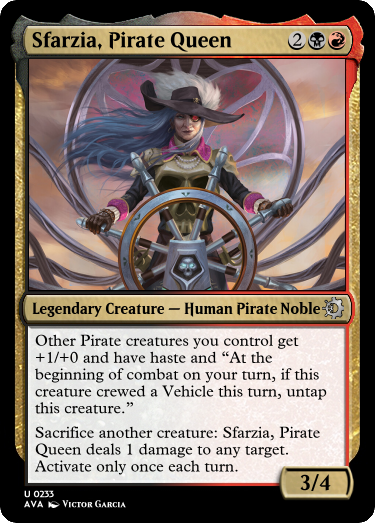 Sfarzia, Pirate Queen 2
Legendary Creature — Human Pirate Noble
Other Pirate creatures you control get
+1/+0 and have haste and “At the
beginning of combat on your turn, if this
creature crewed a Vehicle this turn, untap
this creature.”
Sacrifice another creature: Sfarzia, Pirate
Queen deals 1 damage to any target.
Activate only once each turn.
3/4
U 0233
AVA Victor Garcia